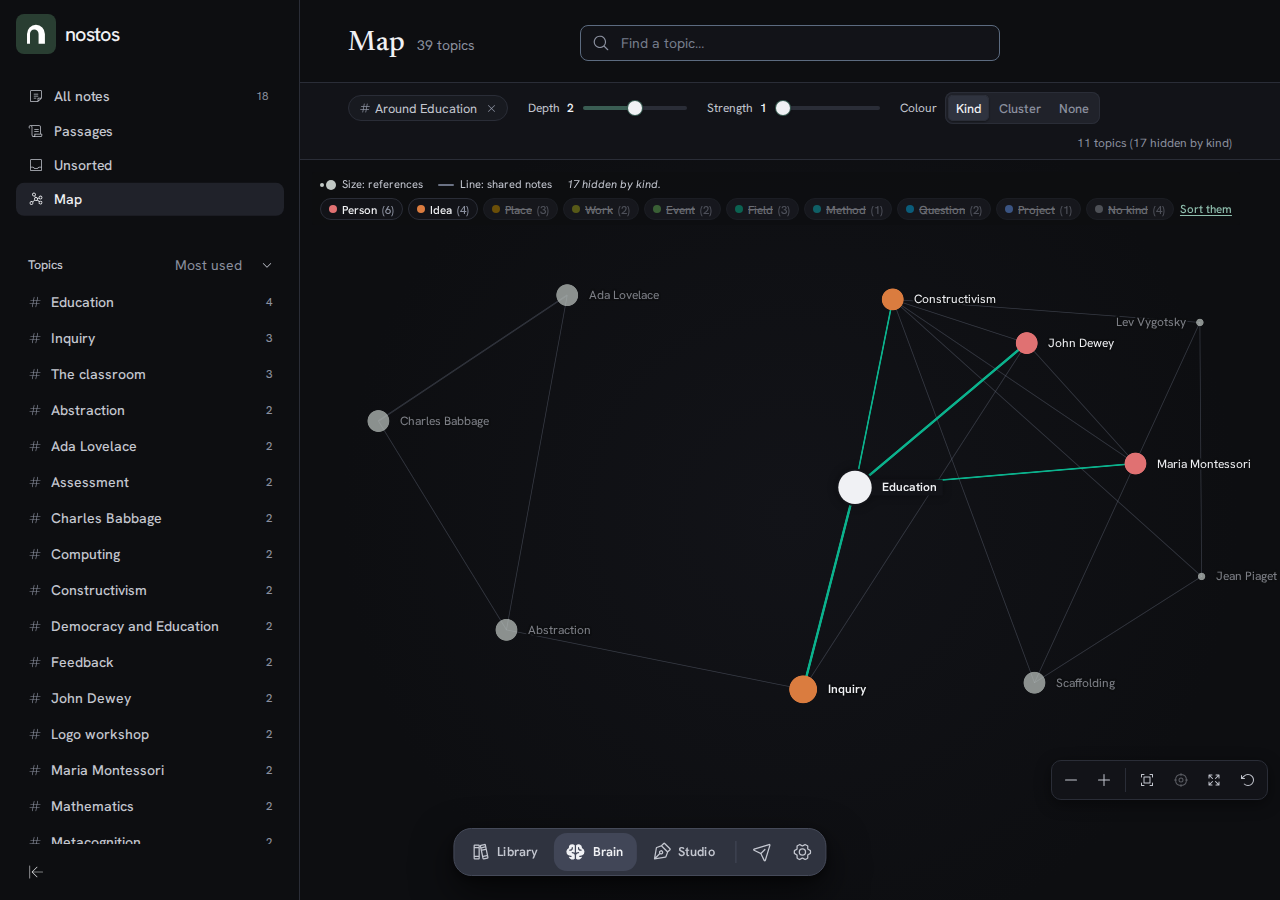 nostos
Map 39 topics
Find a topic...
All notes 18
Passages
Unsorted
Map
# Around Education
Depth 2
Strength 1
Colour Kind Cluster None
11 topics (17 hidden by kind)
Size: references Line: shared notes 17 hidden by kind.
Person (6) Idea (4) Place (3) Work (2) Event (2) Field (3) Method (1) Question (2) Project (1) No kind (4) Sort them
Topics Most used
# Education 4
# Inquiry 3
# The classroom 3
# Abstraction 2
# Ada Lovelace 2
# Assessment 2
# Charles Babbage 2
# Computing 2
# Constructivism 2
# Democracy and Education 2
# Feedback 2
# John Dewey 2
# Logo workshop 2
# Maria Montessori 2
# Mathematics 2
# Metacognition 2
Ada Lovelace
Constructivism
Lev Vygotsky
John Dewey
Charles Babbage
Maria Montessori
Education
Jean Piaget
Abstraction
Scaffolding
Inquiry
Library
Brain
Studio